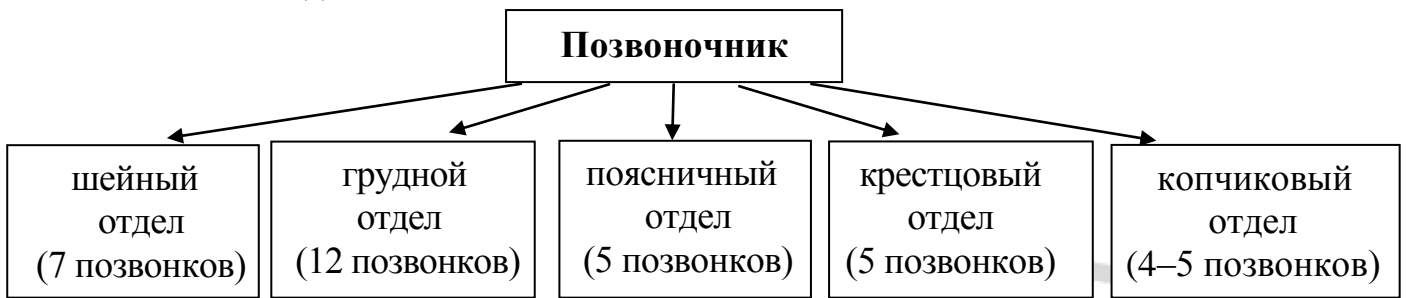 Позвоночник
шейный
отдел
(7 позвонков)
грудной
отдел
(12 позвонков)
поясничный
отдел
(5 позвонков)
крестцовый
отдел
(5 позвонков)
копчиковый
отдел
(4–5 позвонков)